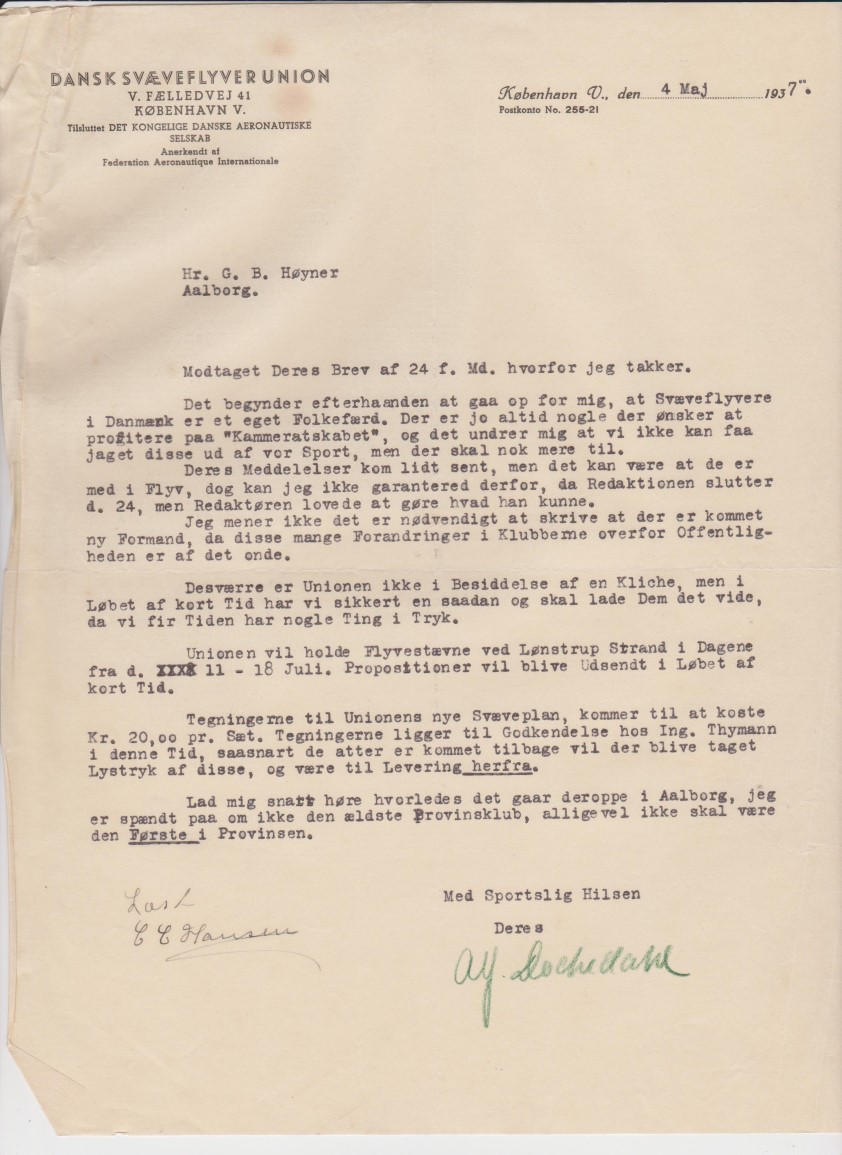 DANSK SVÆVEFLYVER UNION
V. FÆLLEDVEJ 41
KØBENHAVN V.
Tilsluttet DET KONGELIGE DANSKE AERONAUTISKE
SELSKAB
Anerkendt af
Federation Aeronautique Internationale
København V., den 4 Maj 1937".
Postkonto No. 255-21
Hr. G. B. Høyner
Aalborg.
Modtaget Deres Brev af 24 f. Md. hvorfor jeg takker.
Det begynder efterhaanden at gaa op for mig, at Svæveflyvere
i Danmark er et eget Folkefærd. Der er jo altid nogle der ønsker at
profitere paa "Kammeratskabet", og det undrer mig at vi ikke kan faa
jaget disse ud af vor Sport, men der skal nok mere til.
Deres Meddelelser kom lidt sent, men det kan være at de er
med i Flyv, dog kan jeg ikke garantered derfor, da Redaktionen slutter
d. 24, men Redaktøren lovede at gøre hvad han kunne.
Jeg mener ikke det er nødvendigt at skrive at der er kommet
ny Formand, da disse mange Forandringer i Klubberne overfor Offentlig-
heden er af det onde.
Desværre er Unionen ikke i Besiddelse af en Kliche, men i
Løbet af kort Tid har vi sikkert en saadan og skal lade Dem det vide,
da vi fir Tiden har nogle Ting i Tryk.
Unionen vil holde Flyvestævne ved Lønstrup Strand i Dagene
fra d. XXXX 11 - 18 Juli. Propositioner vil blive Udsendt i Løbet af
kort Tid.
Tegningerne til Unionens nye Svæveplan, kommer til at koste
Kr. 20,oo pr. Sæt. Tegningerne ligger til Godkendelse hos Ing. Thymann
i denne Tid, saasnart de atter er kommet tilbage vil der blive taget
Lystryk af disse, og være til Levering herfra.
Lad mig snart høre hvorledes det gaar deroppe i Aalborg, jeg
er spændt paa om ikke den ældste Provinsklub, alligevel ikke skal være
den Første i Provinsen.
Med Sportslig Hilsen
Deres
Læst
C C Hansen